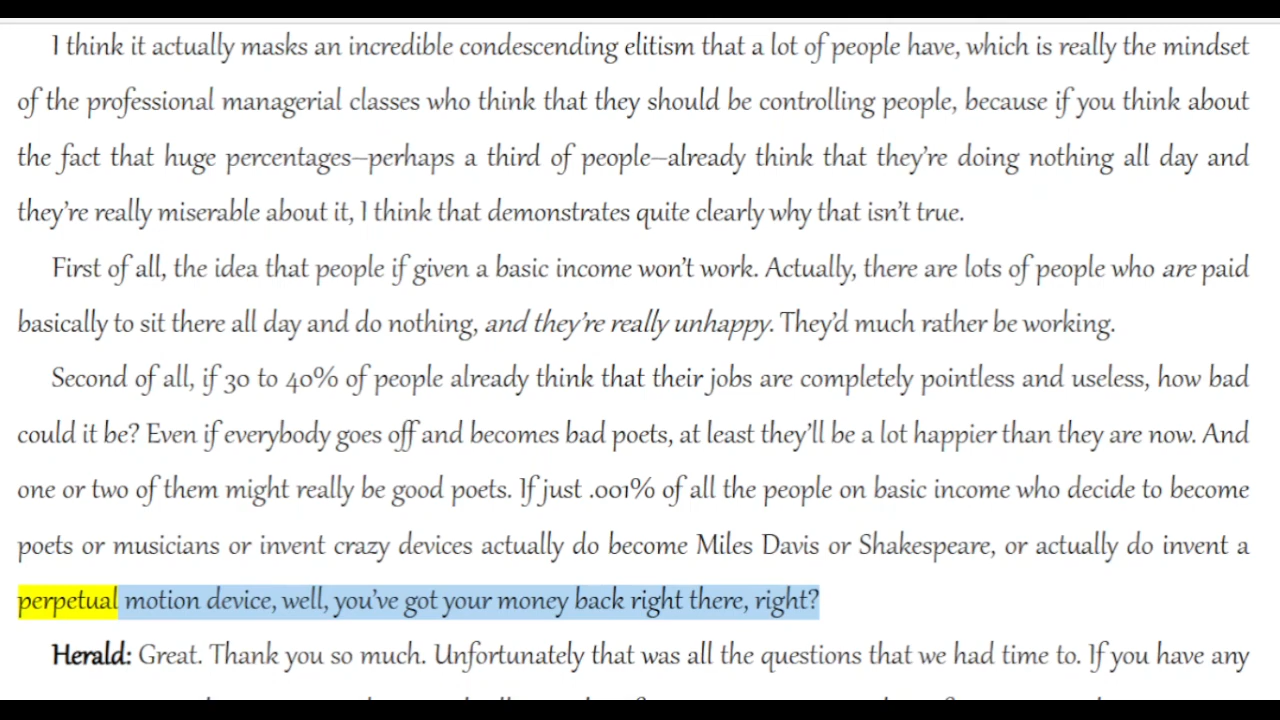 I think it actually masks an incredible condescending elitism that a lot of people have, which is really the mindset
of the professional managerial classes who think that they should be controlling people, because if you think about
the fact that huge percentages—perhaps a third of people—already think that they're doing nothing all day and
they're really miserable about it, I think that demonstrates quite clearly why that isn't true.
First of all, the idea that people if given a basic income won't work. Actually, there are lots of people who are paid
basically to sit there all day and do nothing, and they're really unhappy. They'd much rather be working.
Second of all, if 30 to 40% of people already think that their jobs are completely pointless and useless, how bad
could it be? Even if everybody goes off and becomes bad poets, at least they'll be a lot happier than they are now. And
one or two of them might really be good poets. If just .001% of all the people on basic income who decide to become
poets or musicians or invent crazy devices actually do become Miles Davis or Shakespeare, or actually do invent a
perpetual motion device, well, you've got your money back right there, right?
Herald: Great. Thank you so much. Unfortunately that was all the questions that we had time to. If you have any